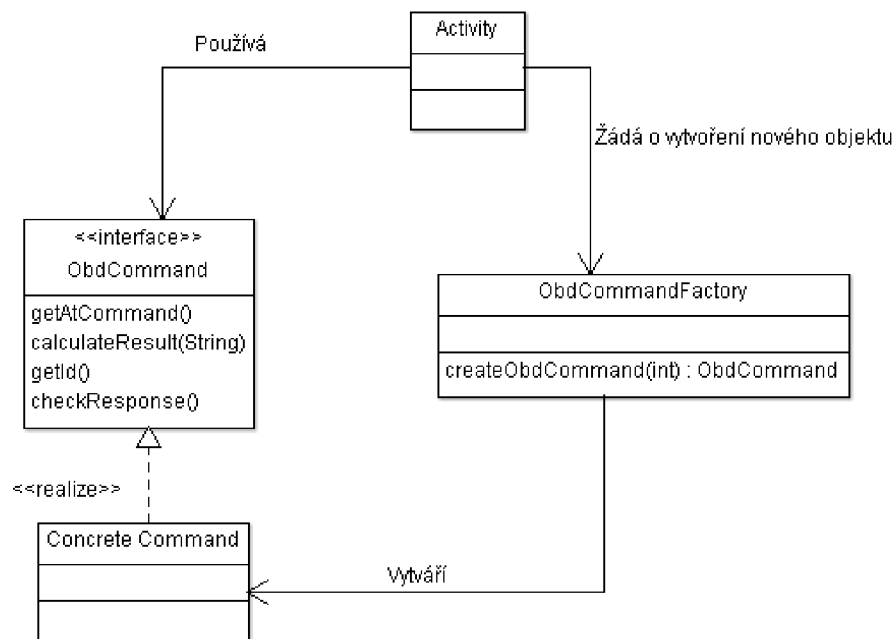 Activity
Používá
Žádá o vytvoření nového objektu
<<interface>>
ObdCommand
getAtCommand()
calculateResult(String)
getId()
checkResponse()
ObdCommandFactory
createObdCommand(int) : ObdCommand
<<realize>>
Concrete Command
Vytváří